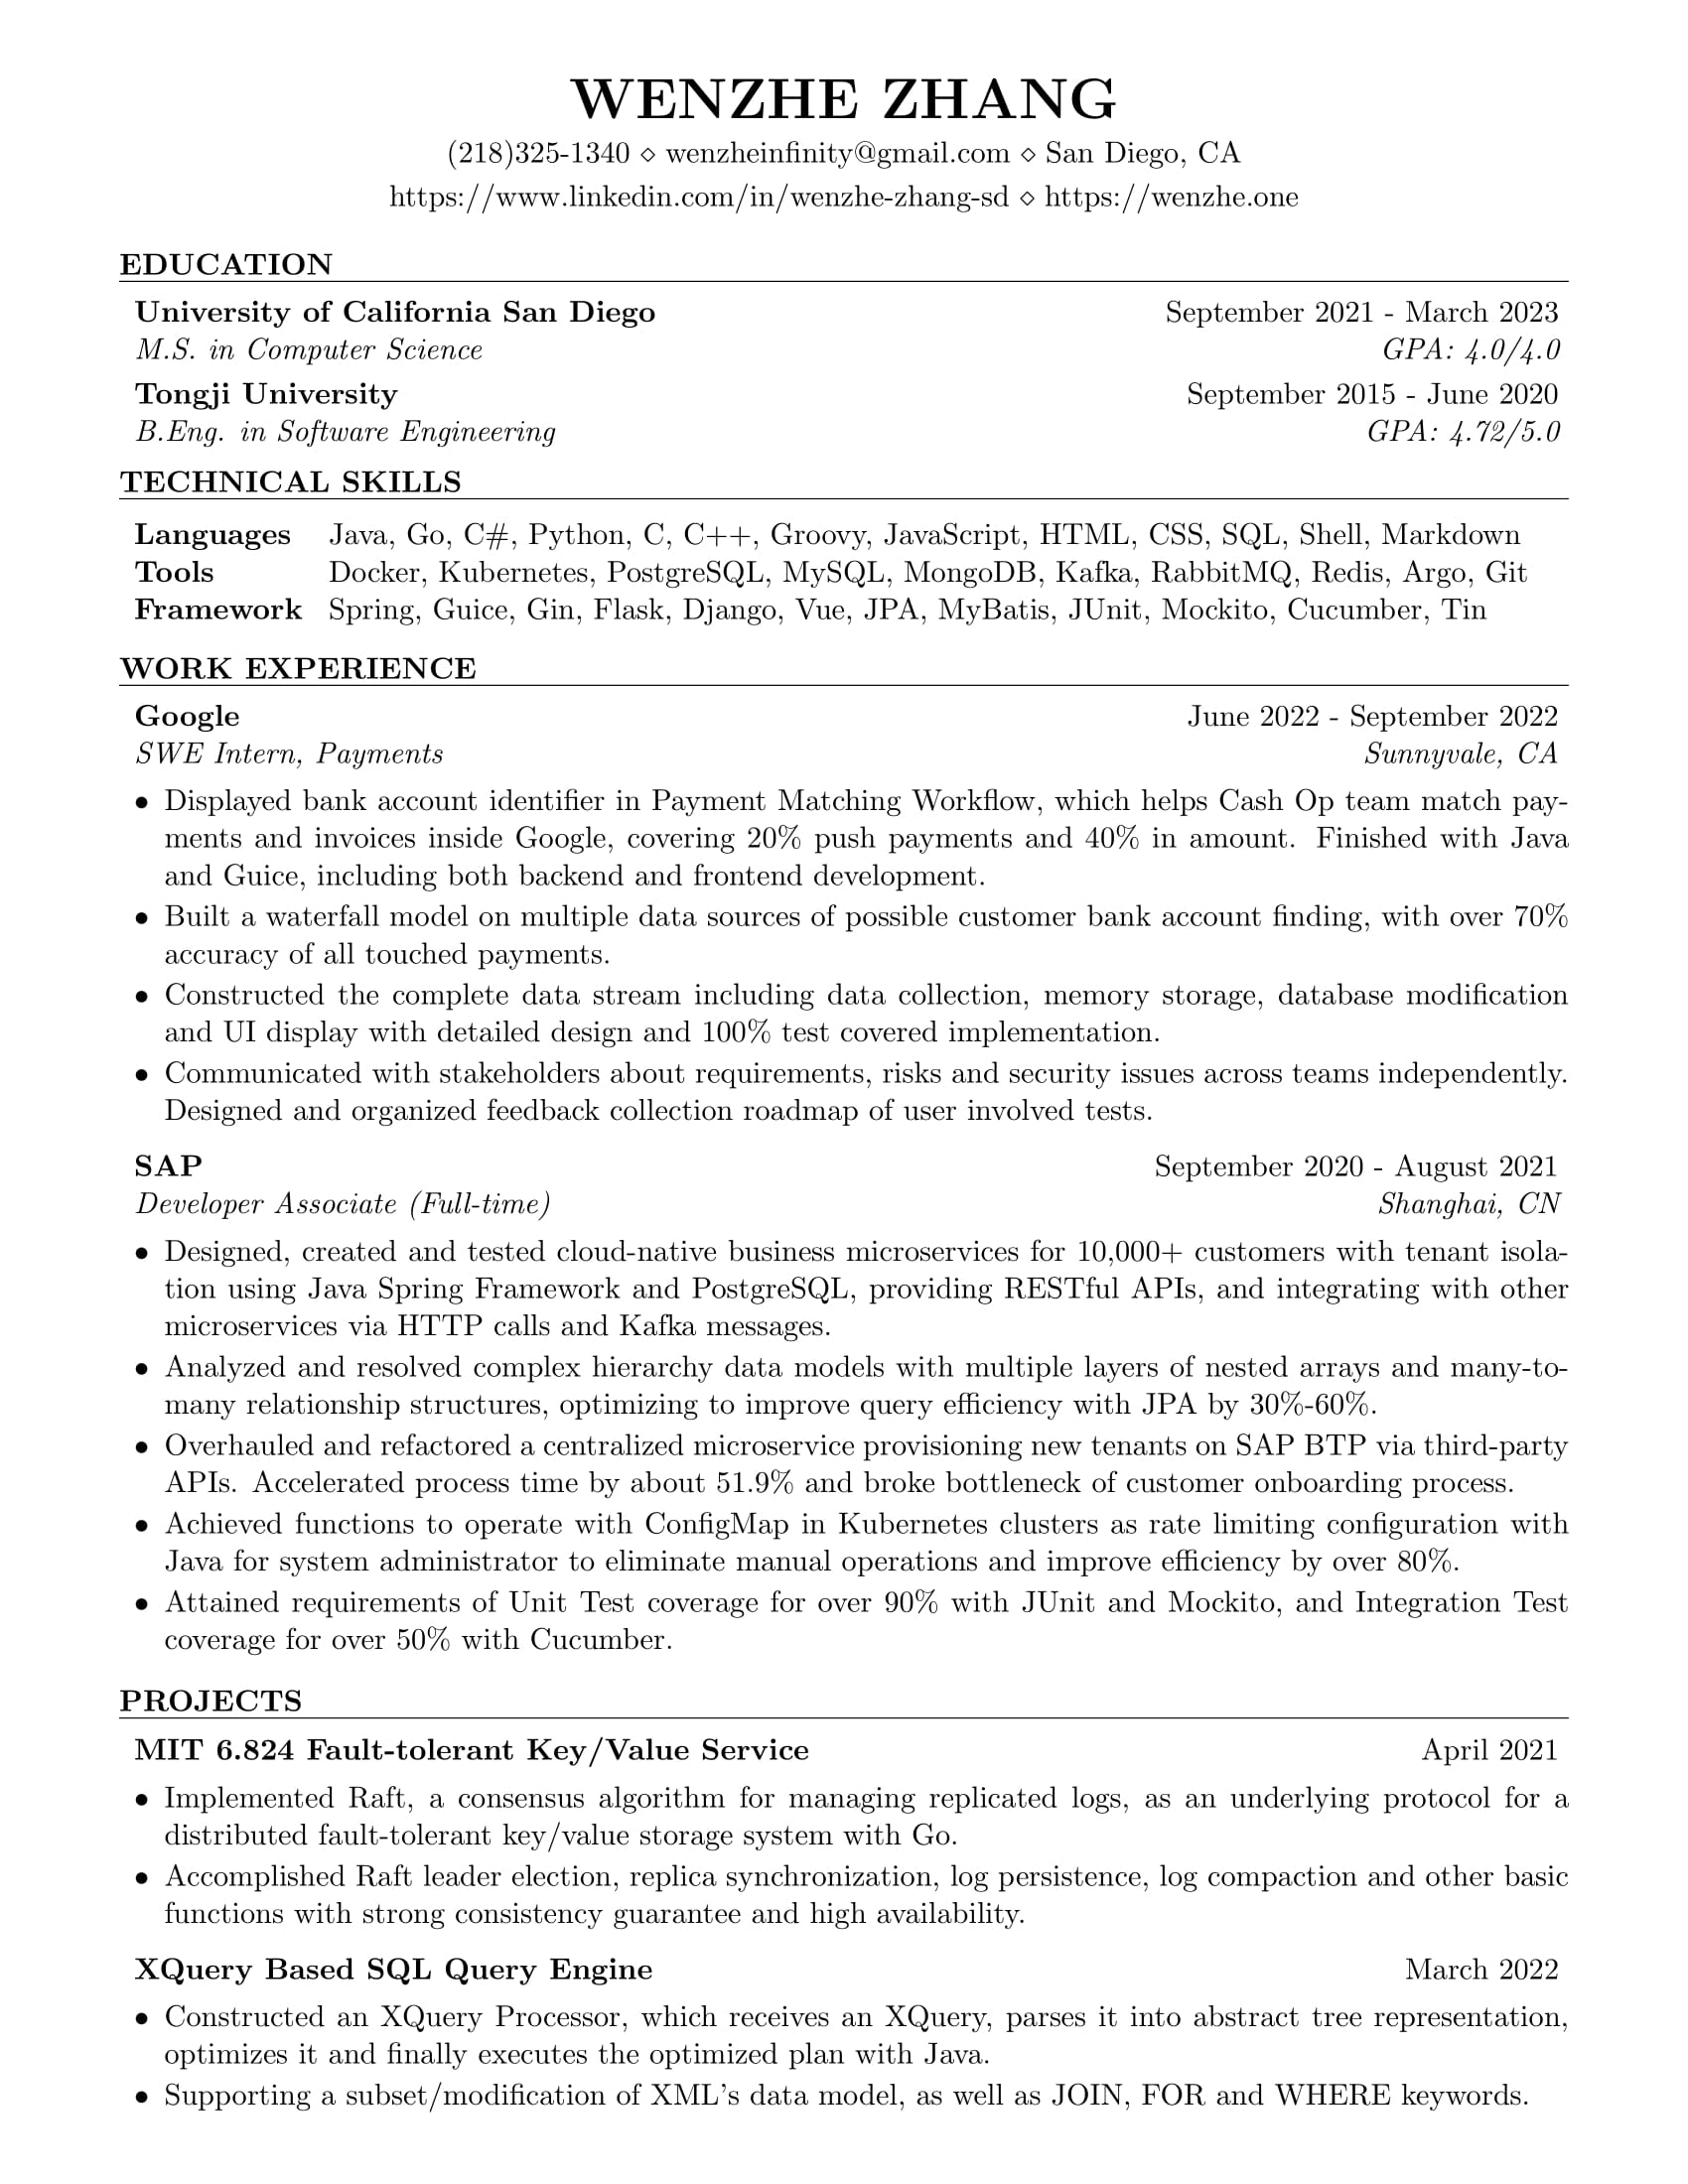 WENZHE ZHANG
(218)325-1340 ⋄ wenzheinfinity@gmail.com ⋄ San Diego, CA
https://www.linkedin.com/in/wenzhe-zhang-sd ⋄ https://wenzhe.one
EDUCATION
University of California San Diego September 2021 - March 2023
M.S. in Computer Science GPA: 4.0/4.0
Tongji University September 2015 - June 2020
B.Eng. in Software Engineering GPA: 4.72/5.0
TECHNICAL SKILLS
Languages Java, Go, C#, Python, C, C++, Groovy, JavaScript, HTML, CSS, SQL, Shell, Markdown
Tools Docker, Kubernetes, PostgreSQL, MySQL, MongoDB, Kafka, RabbitMQ, Redis, Argo, Git
Framework Spring, Guice, Gin, Flask, Django, Vue, JPA, MyBatis, JUnit, Mockito, Cucumber, Tin
WORK EXPERIENCE
Google June 2022 - September 2022
SWE Intern, Payments Sunnyvale, CA
• Displayed bank account identifier in Payment Matching Workflow, which helps Cash Op team match pay-
ments and invoices inside Google, covering 20% push payments and 40% in amount. Finished with Java
and Guice, including both backend and frontend development.
• Built a waterfall model on multiple data sources of possible customer bank account finding, with over 70%
accuracy of all touched payments.
• Constructed the complete data stream including data collection, memory storage, database modification
and UI display with detailed design and 100% test covered implementation.
• Communicated with stakeholders about requirements, risks and security issues across teams independently.
Designed and organized feedback collection roadmap of user involved tests.
SAP September 2020 - August 2021
Developer Associate (Full-time) Shanghai, CN
• Designed, created and tested cloud-native business microservices for 10,000+ customers with tenant isola-
tion using Java Spring Framework and PostgreSQL, providing RESTful APIs, and integrating with other
microservices via HTTP calls and Kafka messages.
• Analyzed and resolved complex hierarchy data models with multiple layers of nested arrays and many-to-
many relationship structures, optimizing to improve query efficiency with JPA by 30%-60%.
• Overhauled and refactored a centralized microservice provisioning new tenants on SAP BTP via third-party
APIs. Accelerated process time by about 51.9% and broke bottleneck of customer onboarding process.
• Achieved functions to operate with ConfigMap in Kubernetes clusters as rate limiting configuration with
Java for system administrator to eliminate manual operations and improve efficiency by over 80%.
• Attained requirements of Unit Test coverage for over 90% with JUnit and Mockito, and Integration Test
coverage for over 50% with Cucumber.
PROJECTS
MIT 6.824 Fault-tolerant Key/Value Service April 2021
• Implemented Raft, a consensus algorithm for managing replicated logs, as an underlying protocol for a
distributed fault-tolerant key/value storage system with Go.
• Accomplished Raft leader election, replica synchronization, log persistence, log compaction and other basic
functions with strong consistency guarantee and high availability.
XQuery Based SQL Query Engine March 2022
• Constructed an XQuery Processor, which receives an XQuery, parses it into abstract tree representation,
optimizes it and finally executes the optimized plan with Java.
• Supporting a subset/modification of XML's data model, as well as JOIN, FOR and WHERE keywords.